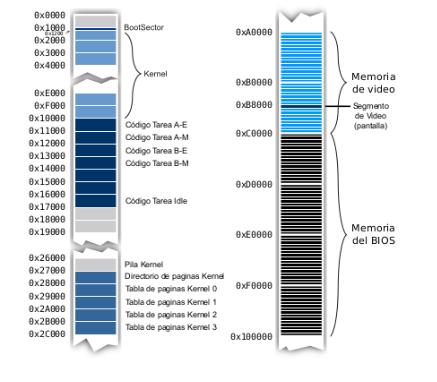 0x0000
0x1000 BootSector
0x1200
0x2000
0x3000
0x4000
Kernel
0xE000
0xF000
0x10000
0x11000 Código Tarea A-E
0x12000 Código Tarea A-M
0x13000 Código Tarea B-E
0x14000 Código Tarea B-M
0x15000
0x16000
0x17000 Código Tarea Idle
0x18000
0x19000
0x26000
0x27000 Pila Kernel
0x28000 Directorio de paginas Kernel
0x29000 Tabla de paginas Kernel 0
0x2A000 Tabla de paginas Kernel 1
0x2B000 Tabla de paginas Kernel 2
0x2C000 Tabla de paginas Kernel 3
0xA0000
0xB0000
0xB8000
0xC0000
0xD0000
0xE0000
0xF0000
0x100000
Memoria
de video
Segmento
de Video
(pantalla)
Memoria
del BIOS